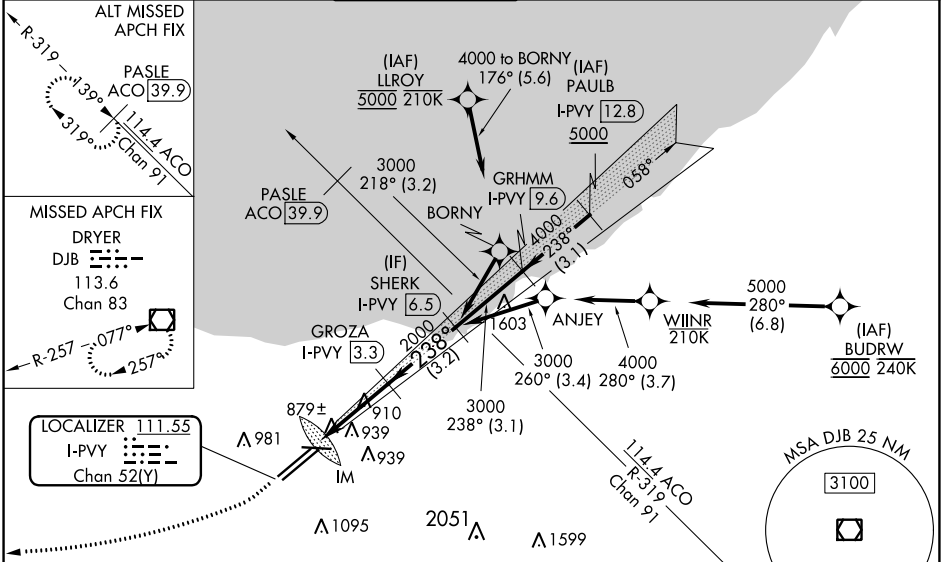 ALT MISSED
APCH FIX
R-319
139°
PASLE
ACO 39.9
319°
114.4 ACO
Chan 91
MISSED APCH FIX
DRYER
DJB
113.6
Chan 83
R-257
077°
257°
LOCALIZER 111.55
I-PVY
Chan 52(Y)
(IAF)
LLROY
5000 210K
4000 to BORNY
176° (5.6)
(IAF)
PAULB
I-PVY 12.8
5000
058°
3000
218° (3.2)
GRHMM
I-PVY 9.6
PASLE
ACO 39.9
BORNY
4000
238°
(3.1)
(IF)
SHERK
I-PVY 6.5
1603
ANJEY
WIINR
210K
5000
280°
(6.8)
(IAF)
BUDRW
6000 240K
GROZA
I-PVY 3.3
2000
238°
(3.2)
3000
260° (3.4)
4000
280° (3.7)
3000
238° (3.1)
879±
910
981
939
939
IM
114.4 ACO
R-319
Chan 91
MSA DJB 25 NM
3100
1095
2051
1599